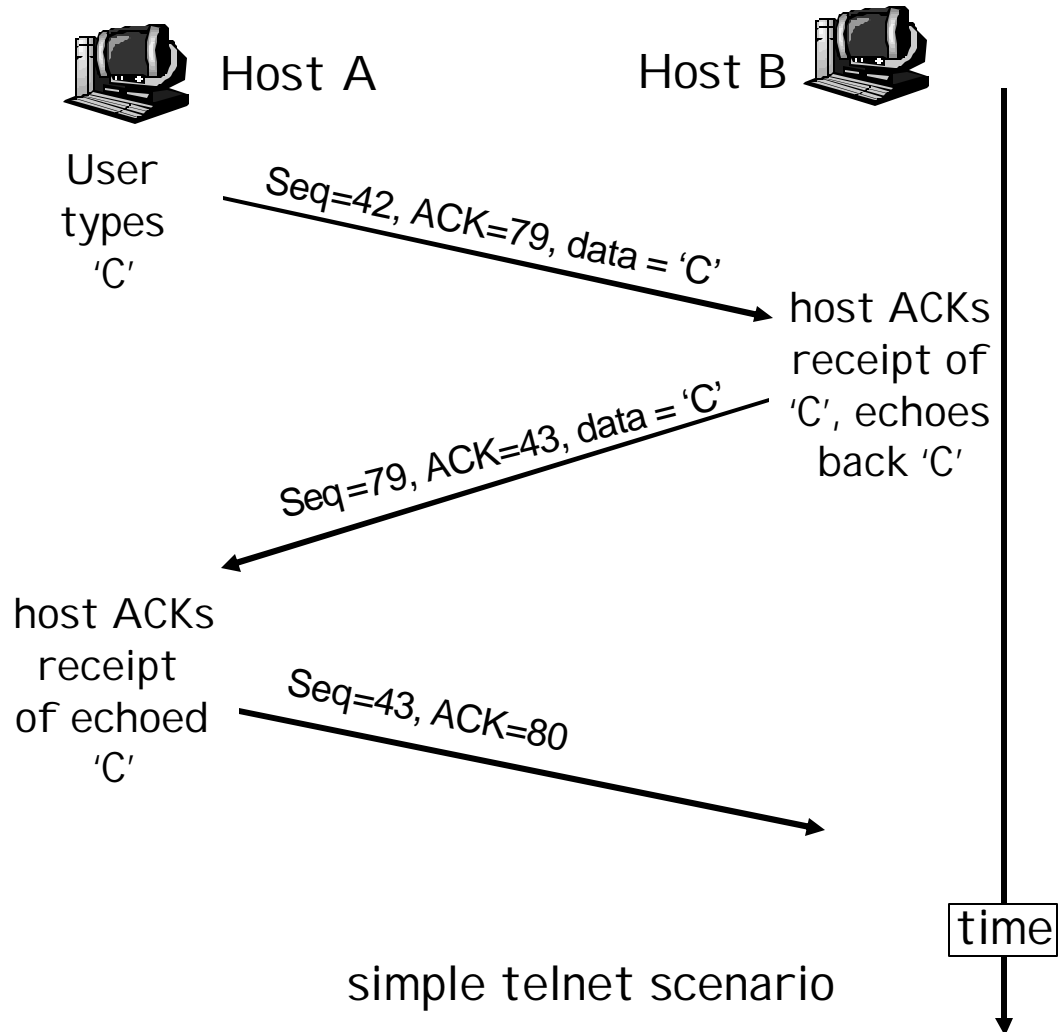 Host A
Host B
User
types
‘C’
Seq=42, ACK=79, data = ‘C’
host ACKs
receipt of
‘C’, echoes
back ‘C’
Seq=79, ACK=43, data = ‘C’
host ACKs
receipt
of echoed
‘C’
Seq=43, ACK=80
time
simple telnet scenario